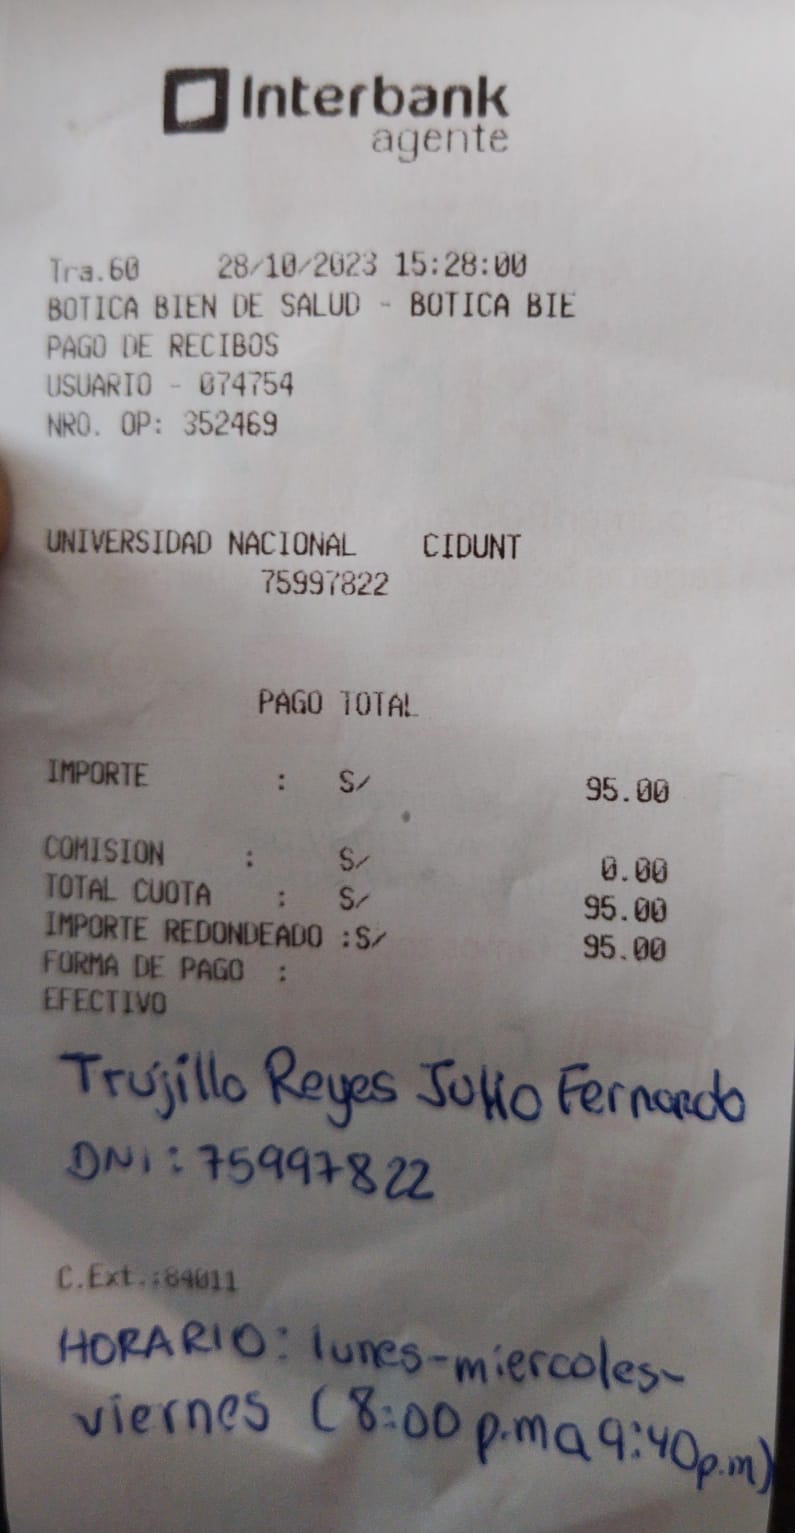 Interbank
agente
Tra.60 28/10/2023 15:28:00
BOTICA BIEN DE SALUD - BOTICA BIE
PAGO DE RECIBOS
USUARIO - 074754
NRO. OP: 352469
UNIVERSIDAD NACIONAL CIDUNT
75997822
PAGO TOTAL
IMPORTE : S/ 95.00
COMISION : S/ 0.00
TOTAL CUOTA : S/ 95.00
IMPORTE REDONDEADO :S/ 95.00
FORMA DE PAGO :
EFECTIVO
Trujillo Reyes Julio Fernando
DNI: 75997822
C.Ext.:84011
HORARIO: lunes-miercoles-
viernes (8:00 p.m a 9:40 p.m)